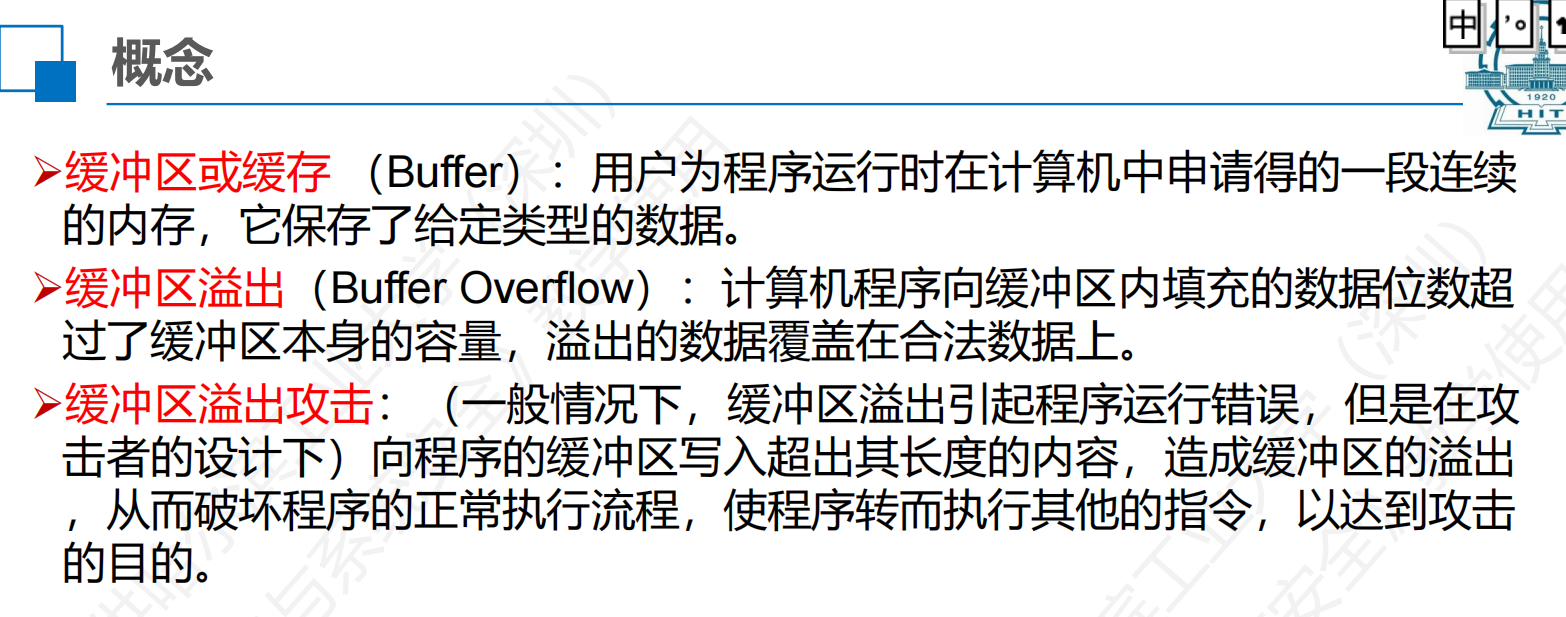 中 ’。
概念
1920
HIT
➢缓冲区或缓存 （Buffer）：用户为程序运行时在计算机中申请得的一段连续
的内存，它保存了给定类型的数据。
➢缓冲区溢出（Buffer Overflow）：计算机程序向缓冲区内填充的数据位数超
过了缓冲区本身的容量，溢出的数据覆盖在合法数据上。
➢缓冲区溢出攻击：（一般情况下，缓冲区溢出引起程序运行错误，但是在攻
击者的设计下）向程序的缓冲区写入超出其长度的内容，造成缓冲区的溢出
，从而破坏程序的正常执行流程，使程序转而执行其他的指令，以达到攻击
的目的。